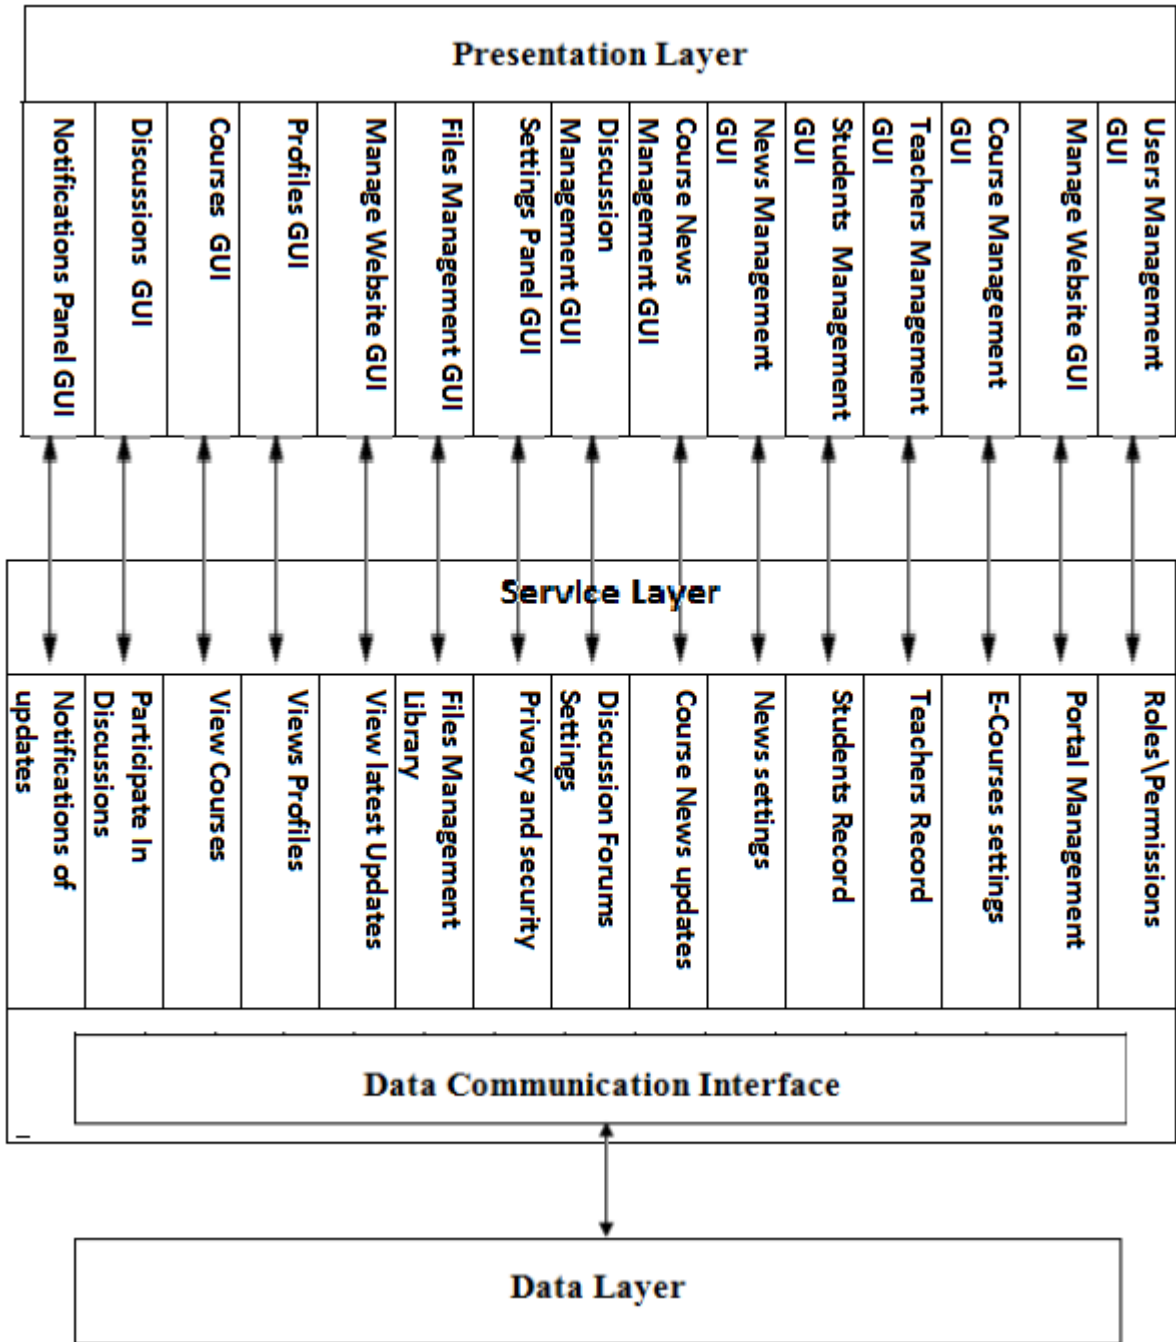 Presentation Layer
Notifications Panel GUI
Discussions GUI
Courses GUI
Profiles GUI
Manage Website GUI
Files Management GUI
Settings Panel GUI
Discussion
Management GUI
Course News
Management GUI
News Management
GUI
Students Management
GUI
Teachers Management
GUI
Course Management
GUI
Manage Website GUI
Users Management
GUI
Service Layer
Notifications of
updates
Participate In
Discussions
View Courses
Views Profiles
View latest Updates
Files Management
Library
Privacy and security
Discussion Forums
Settings
Course News updates
News settings
Students Record
Teachers Record
E-Courses settings
Portal Management
Roles\Permissions
Data Communication Interface
Data Layer